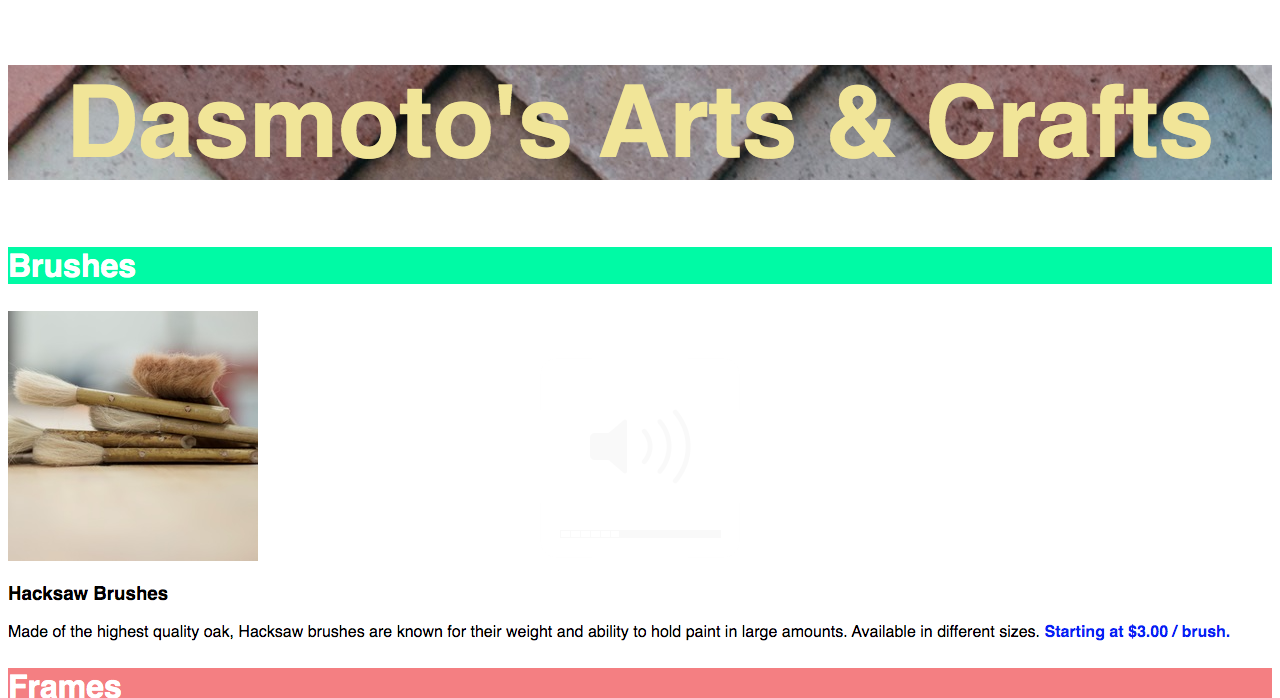 Dasmoto's Arts & Crafts
Brushes
Hacksaw Brushes
Made of the highest quality oak, Hacksaw brushes are known for their weight and ability to hold paint in large amounts. Available in different sizes. Starting at $3.00 / brush.
Frames